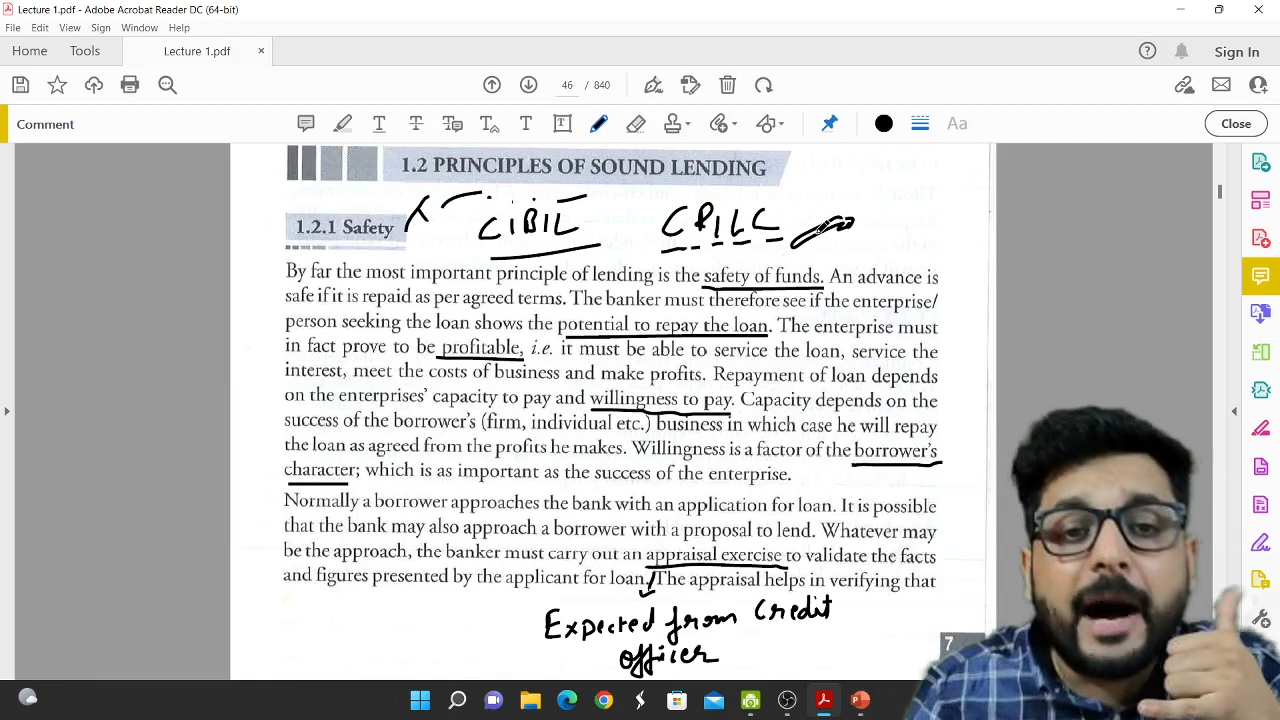 Lecture 1.pdf - Adobe Acrobat Reader DC (64-bit)
File Edit View Sign Window Help
Home Tools Lecture 1.pdf × Sign In
46 / 840
Comment Aa Close
1.2 PRINCIPLES OF SOUND LENDING
CIBIL CRILC
1.2.1 Safety
By far the most important principle of lending is the safety of funds. An advance is
safe if it is repaid as per agreed terms. The banker must therefore see if the enterprise/
person seeking the loan shows the potential to repay the loan. The enterprise must
in fact prove to be profitable, i.e. it must be able to service the loan, service the
interest, meet the costs of business and make profits. Repayment of loan depends
on the enterprises' capacity to pay and willingness to pay. Capacity depends on the
success of the borrower's (firm, individual etc.) business in which case he will repay
the loan as agreed from the profits he makes. Willingness is a factor of the borrower's
character; which is as important as the success of the enterprise.
Normally a borrower approaches the bank with an application for loan. It is possible
that the bank may also approach a borrower with a proposal to lend. Whatever may
be the approach, the banker must carry out an appraisal exercise to validate the facts
and figures presented by the applicant for loan. The appraisal helps in verifying that
Expected from Credit
officer
7